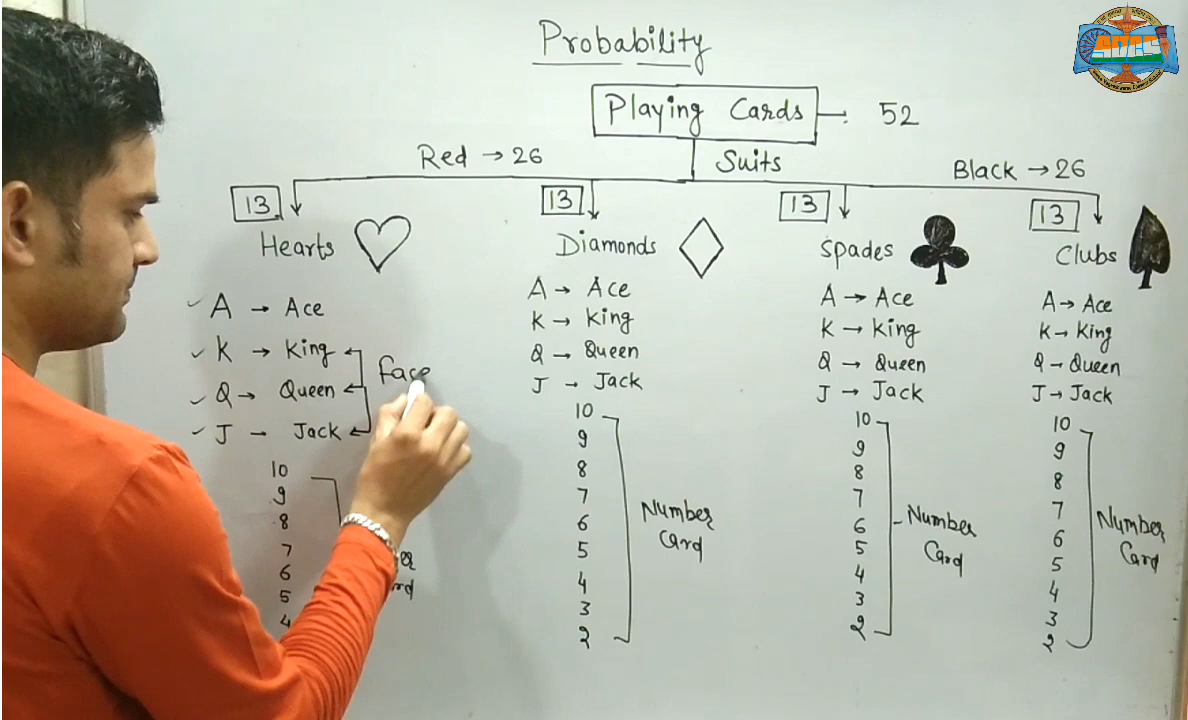 Probability
Playing Cards → 52
Suits
Red → 26
Black → 26
13
Hearts
A → Ace
K → King
Q → Queen
J → Jack
Face
10
9
8
7
6
5
4
13
Diamonds
A → Ace
K → King
Q → Queen
J → Jack
10
9
8
7
6
5
4
3
2
Number
Card
13
Spades
A → Ace
K → King
Q → Queen
J → Jack
10
9
8
7
6
5
4
3
2
Number
Card
13
Clubs
A → Ace
K → King
Q → Queen
J → Jack
10
9
8
7
6
5
4
3
2
Number
Card